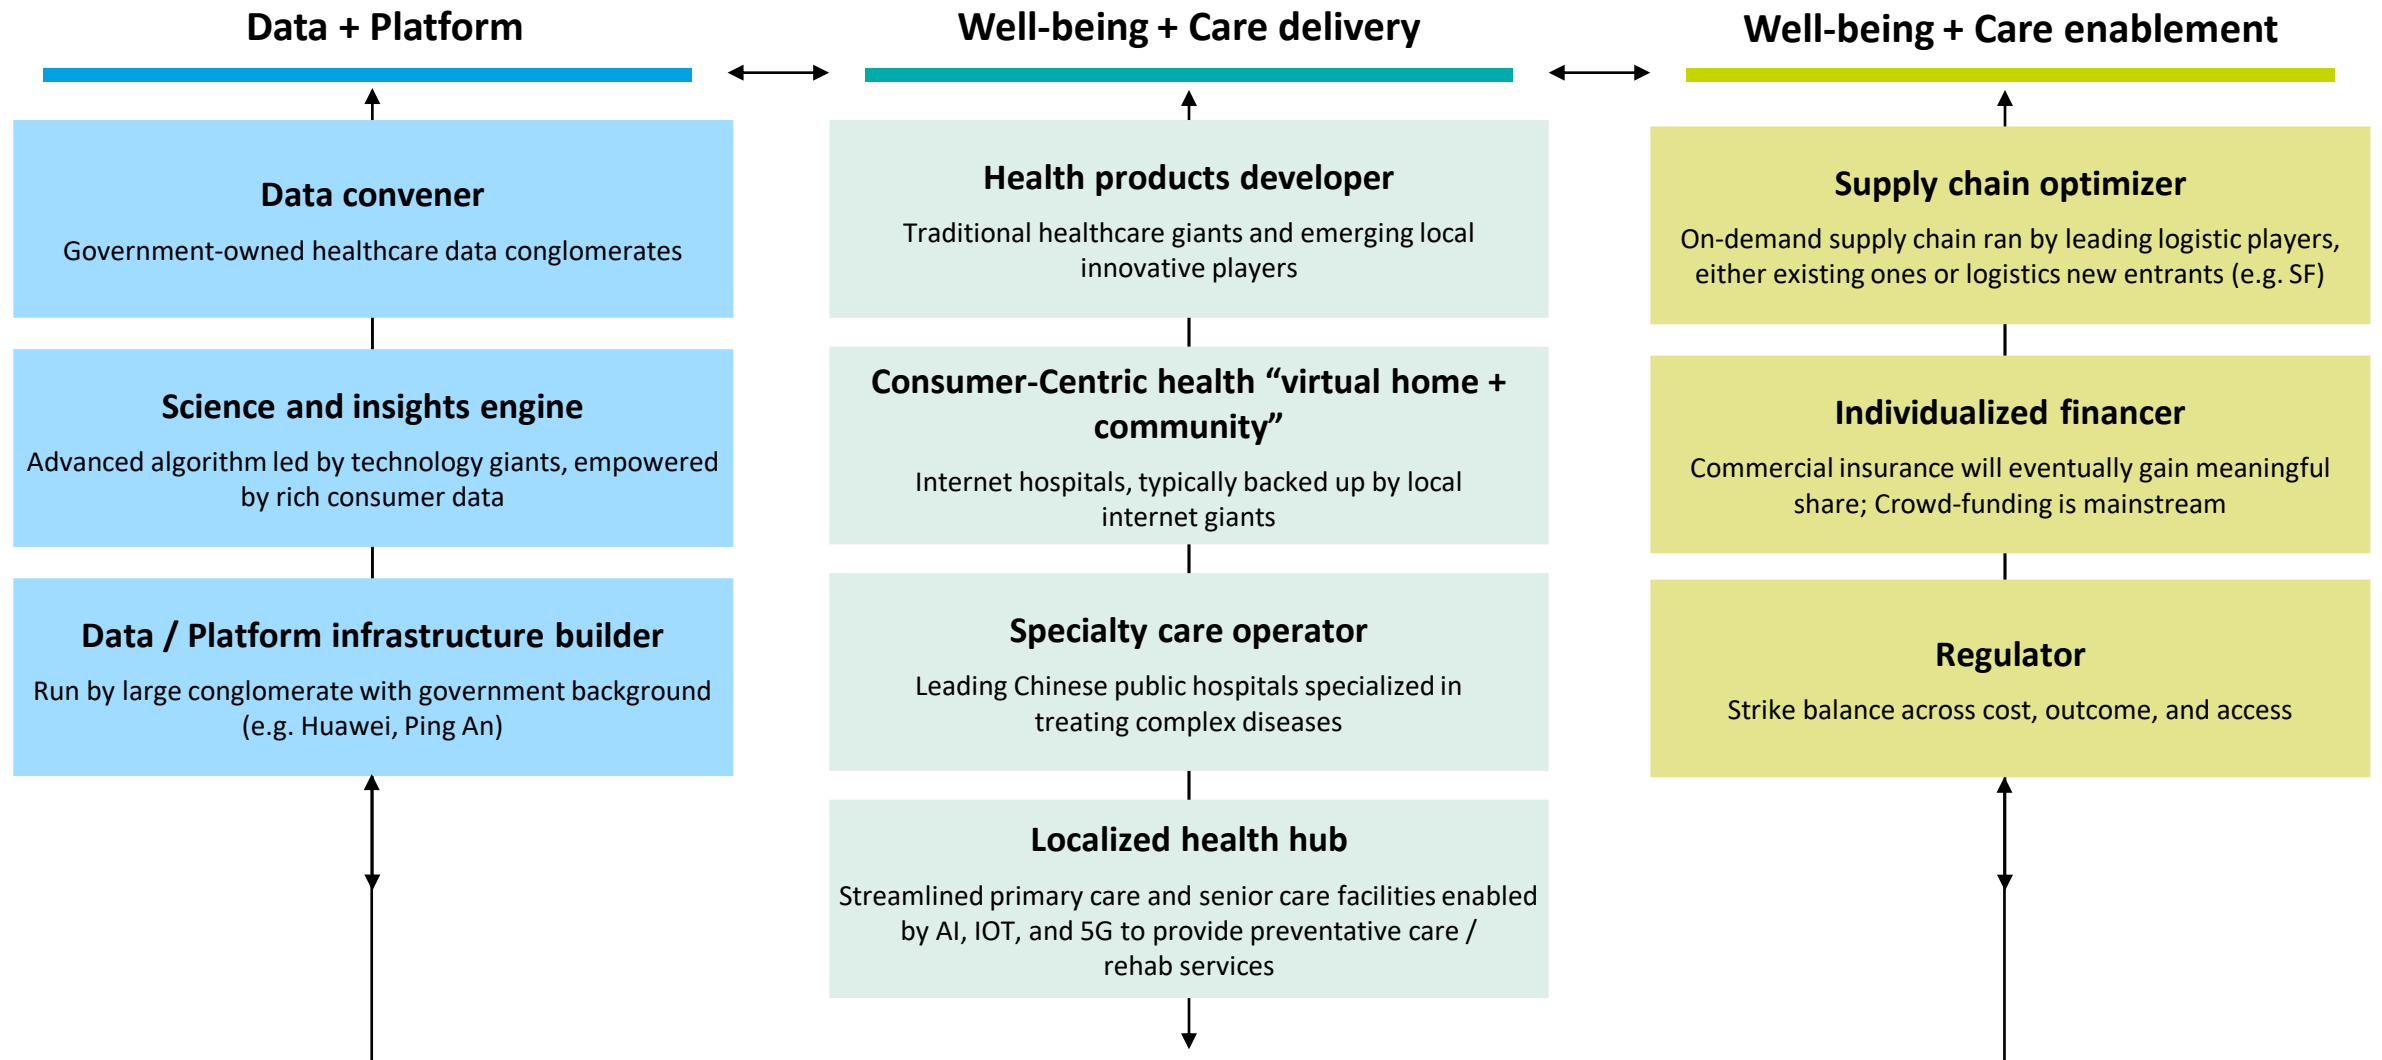 Data + Platform
Data convener
Government-owned healthcare data conglomerates
Science and insights engine
Advanced algorithm led by technology giants, empowered
by rich consumer data
Data / Platform infrastructure builder
Run by large conglomerate with government background
(e.g. Huawei, Ping An)
Well-being + Care delivery
Health products developer
Traditional healthcare giants and emerging local
innovative players
Consumer-Centric health “virtual home +
community”
Internet hospitals, typically backed up by local
internet giants
Specialty care operator
Leading Chinese public hospitals specialized in
treating complex diseases
Localized health hub
Streamlined primary care and senior care facilities enabled
by AI, IOT, and 5G to provide preventative care /
rehab services
Well-being + Care enablement
Supply chain optimizer
On-demand supply chain ran by leading logistic players,
either existing ones or logistics new entrants (e.g. SF)
Individualized financer
Commercial insurance will eventually gain meaningful
share; Crowd-funding is mainstream
Regulator
Strike balance across cost, outcome, and access